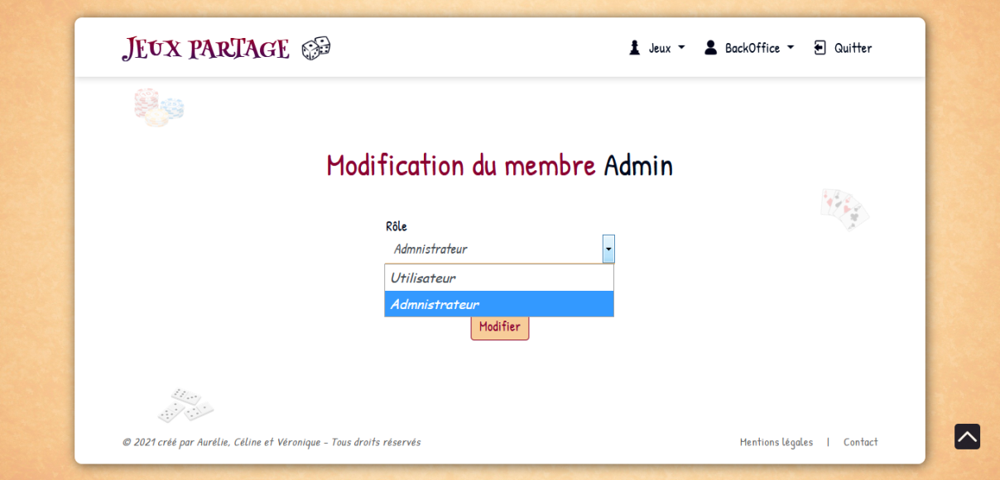 JEUX PARTAGE
Jeux BackOffice Quitter
Modification du membre Admin
Rôle
Admnistrateur
Utilisateur
Admnistrateur
Modifier
© 2021 créé par Aurélie, Céline et Véronique - Tous droits réservés
Mentions légales | Contact